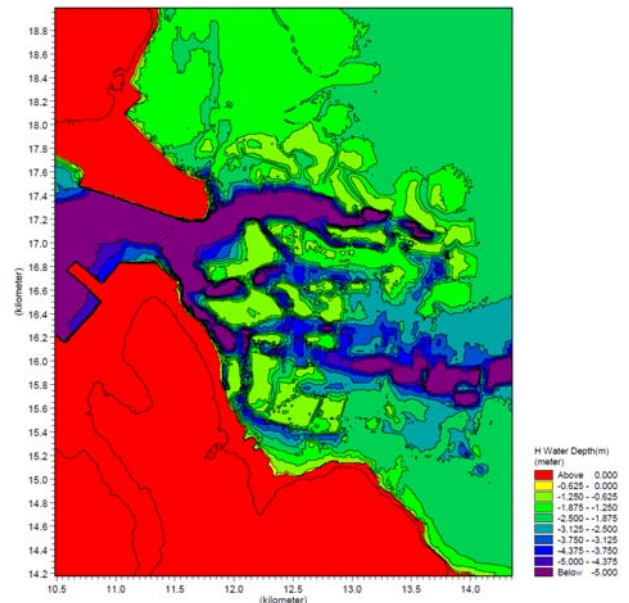 18.8
18.6
18.4
18.2
18.0
17.8
17.6
17.4
17.2
17.0
16.8
16.6
16.4
16.2
16.0
15.8
15.6
15.4
15.2
15.0
14.8
14.6
14.4
14.2
(kilometer)
10.5 11.0 11.5 12.0 12.5 13.0 13.5 14.0
(kilometer)
H Water Depth(m)
(meter)
Above 0.000
-0.625 - 0.000
-1.250 - -0.625
-1.875 - -1.250
-2.500 - -1.875
-3.125 - -2.500
-3.750 - -3.125
-4.375 - -3.750
-5.000 - -4.375
Below -5.000